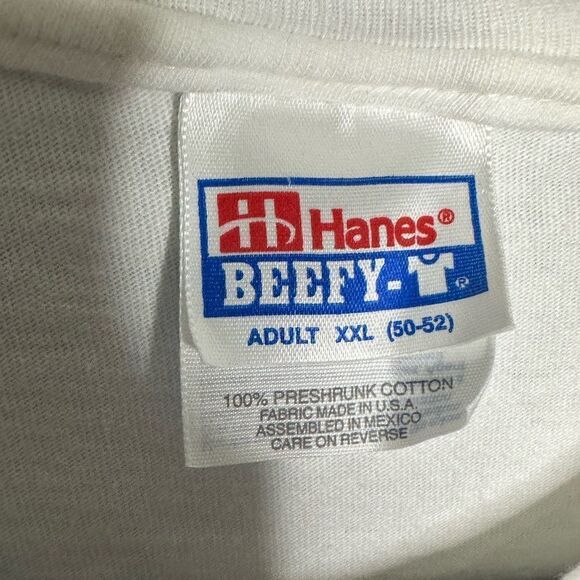 Hanes®
BEEFY-T®
ADULT XXL (50-52)
100% PRESHRUNK COTTON
FABRIC MADE IN U.S.A.
ASSEMBLED IN MEXICO
CARE ON REVERSE